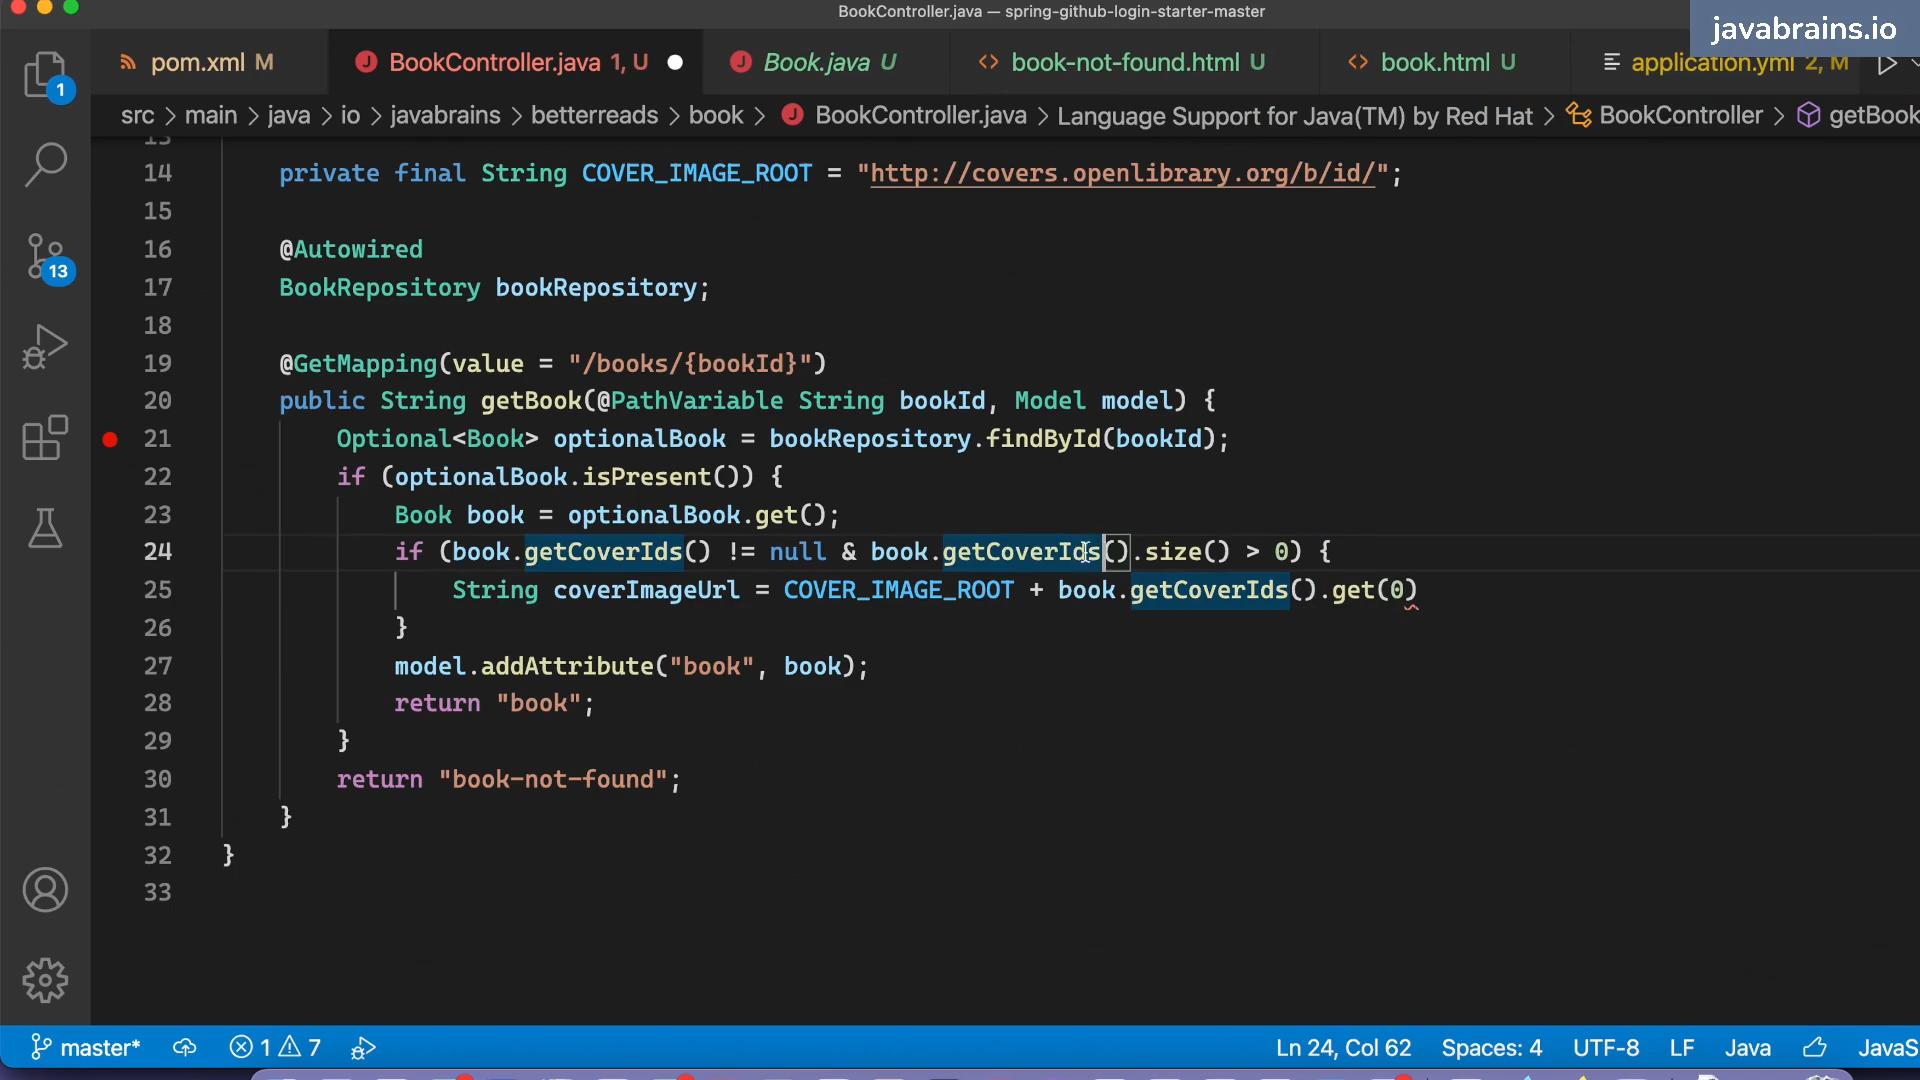 BookController.java — spring-github-login-starter-master
javabrains.io
pom.xml M
BookController.java 1, U
Book.java U
book-not-found.html U
book.html U
application.yml 2, M
src > main > java > io > javabrains > betterreads > book > BookController.java > Language Support for Java(TM) by Red Hat > BookController > getBook
13
14 private final String COVER_IMAGE_ROOT = "http://covers.openlibrary.org/b/id/";
15
16 @Autowired
17 BookRepository bookRepository;
18
19 @GetMapping(value = "/books/{bookId}")
20 public String getBook(@PathVariable String bookId, Model model) {
21 Optional<Book> optionalBook = bookRepository.findById(bookId);
22 if (optionalBook.isPresent()) {
23 Book book = optionalBook.get();
24 if (book.getCoverIds() != null & book.getCoverIds().size() > 0) {
25 String coverImageUrl = COVER_IMAGE_ROOT + book.getCoverIds().get(0)
26 }
27 model.addAttribute("book", book);
28 return "book";
29 }
30 return "book-not-found";
31 }
32 }
33
1
13
master* 1 7 Ln 24, Col 62 Spaces: 4 UTF-8 LF Java JavaS